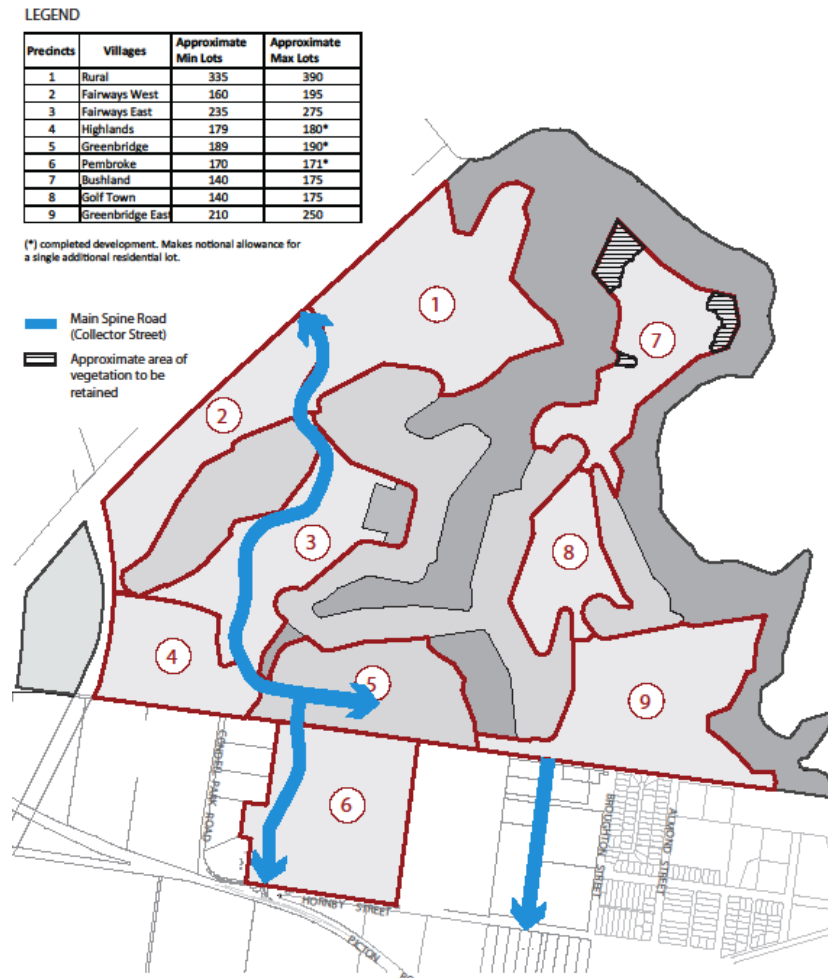 LEGEND
Precincts Villages Approximate Min Lots Approximate Max Lots
1 Rural 335 390
2 Fairways West 160 195
3 Fairways East 235 275
4 Highlands 179 180*
5 Greenbridge 189 190*
6 Pembroke 170 171*
7 Bushland 140 175
8 Golf Town 140 175
9 Greenbridge East 210 250
(*) completed development. Makes notional allowance for
a single additional residential lot.
Main Spine Road
(Collector Street)
Approximate area of
vegetation to be
retained
1
7
2
3
8
4
5
9
6
CONDELL PARK ROAD
BROUGHTON STREET
ALMOND STREET
HORNBY STREET
PICTON